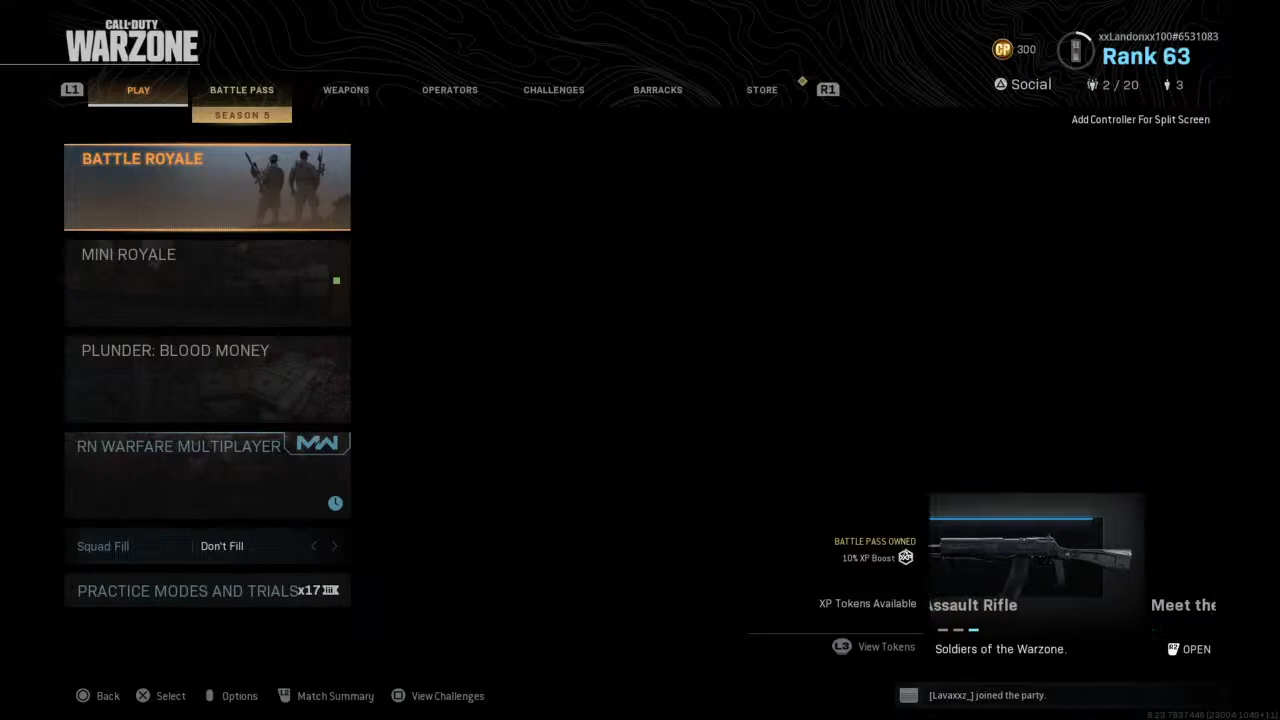 CALL OF DUTY
WARZONE
CP 300
xxLandonxx100#6531083
Rank 63
Social
2 / 20
3
Add Controller For Split Screen
L1
PLAY
BATTLE PASS
WEAPONS
OPERATORS
CHALLENGES
BARRACKS
STORE
R1
SEASON 5
BATTLE ROYALE
MINI ROYALE
PLUNDER: BLOOD MONEY
RN WARFARE MULTIPLAYER
MW
Squad Fill
Don't Fill
PRACTICE MODES AND TRIALS
x17
BATTLE PASS OWNED
10% XP Boost
XP Tokens Available
L3 View Tokens
Assault Rifle
Meet the
Soldiers of the Warzone.
R2 OPEN
Back
Select
Options
L2 Match Summary
View Challenges
[Lavaxxz_] joined the party.